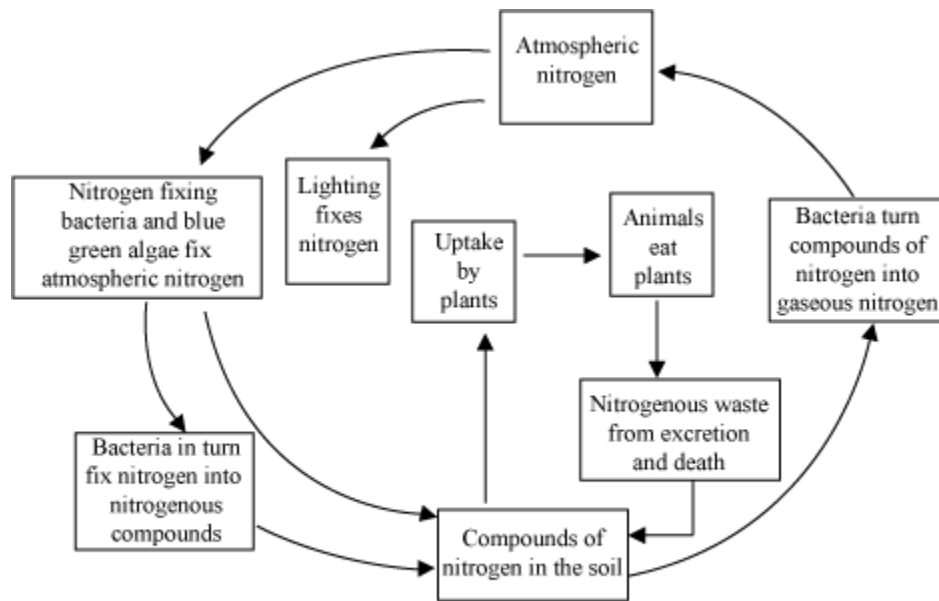 Atmospheric
nitrogen
Nitrogen fixing
bacteria and blue
green algae fix
atmospheric nitrogen
Lighting
fixes
nitrogen
Uptake
by
plants
Animals
eat
plants
Bacteria turn
compounds of
nitrogen into
gaseous nitrogen
Nitrogenous waste
from excretion
and death
Bacteria in turn
fix nitrogen into
nitrogenous
compounds
Compounds of
nitrogen in the soil